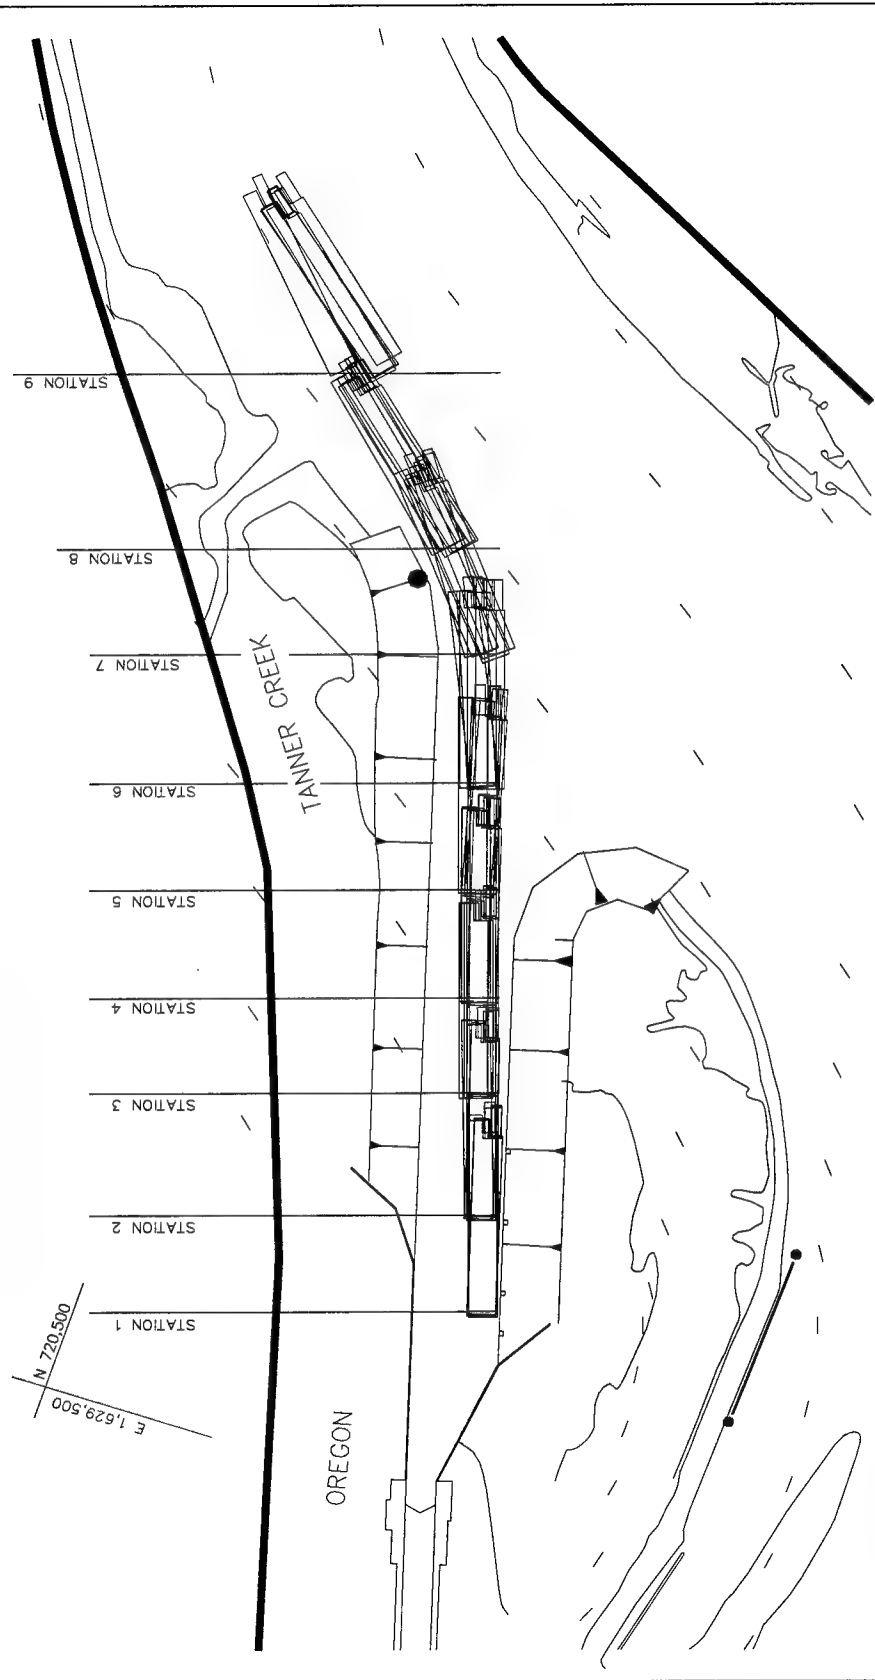 STATION 9
STATION 8
TANNER CREEK
STATION 7
STATION 6
STATION 5
STATION 4
STATION 3
STATION 2
STATION 1
N 720,500
E 1,629,500
OREGON